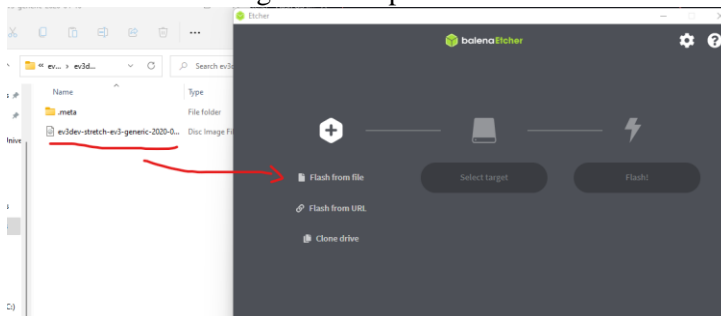 Etcher
balenaEtcher
ev... > ev3d...
Search ev3
Name
Type
.meta
File folder
ev3dev-stretch-ev3-generic-2020-0...
Disc Image Fi
Flash from file
Select target
Flash!
Flash from URL
Clone drive